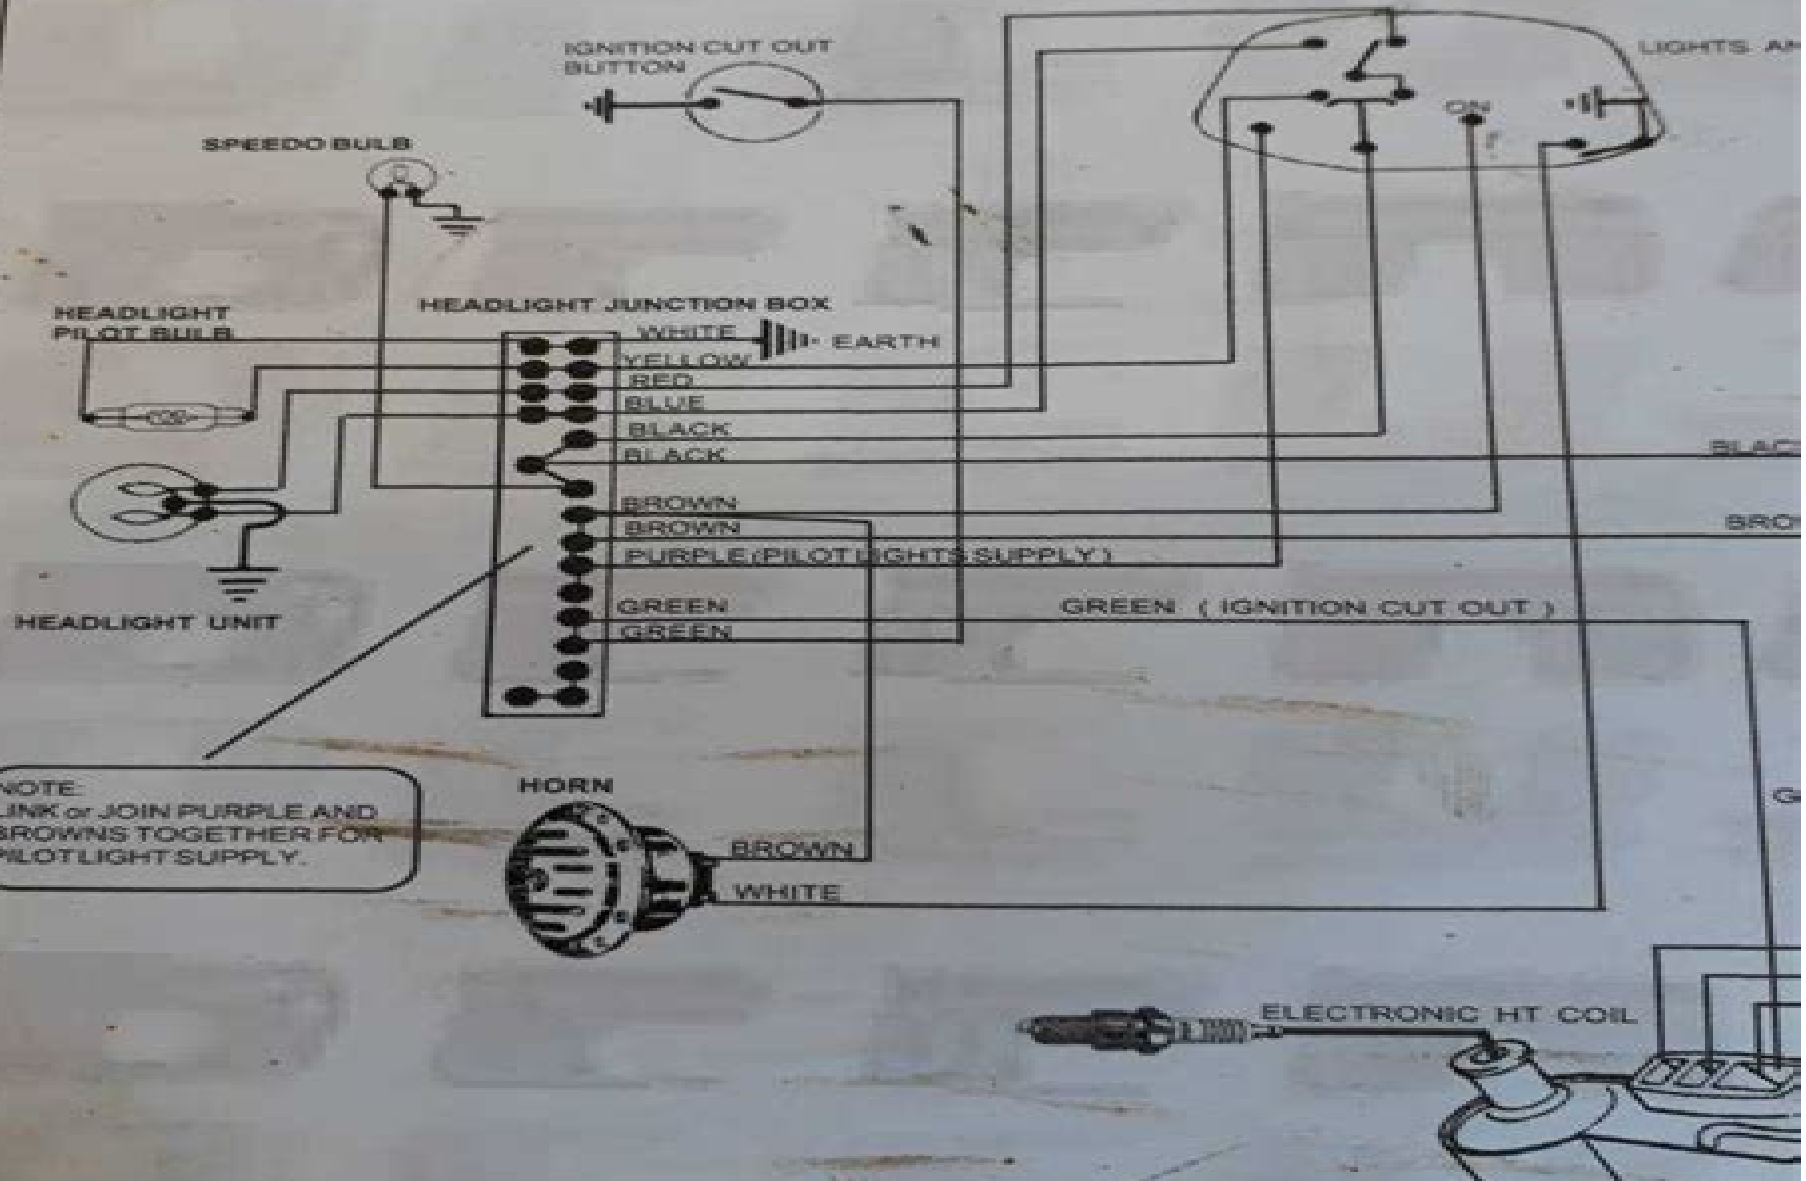 IGNITION CUT OUT
BUTTON
LIGHTS
ON
SPEEDO BULB
HEADLIGHT
PILOT BULB
HEADLIGHT JUNCTION BOX
WHITE
EARTH
YELLOW
RED
BLUE
BLACK
BLACK
BROWN
BROWN
PURPLE (PILOT LIGHTS SUPPLY)
GREEN
GREEN
GREEN ( IGNITION CUT OUT )
HEADLIGHT UNIT
NOTE:
LINK or JOIN PURPLE AND
BROWNS TOGETHER FOR
PILOT LIGHT SUPPLY.
HORN
BROWN
WHITE
ELECTRONIC HT COIL